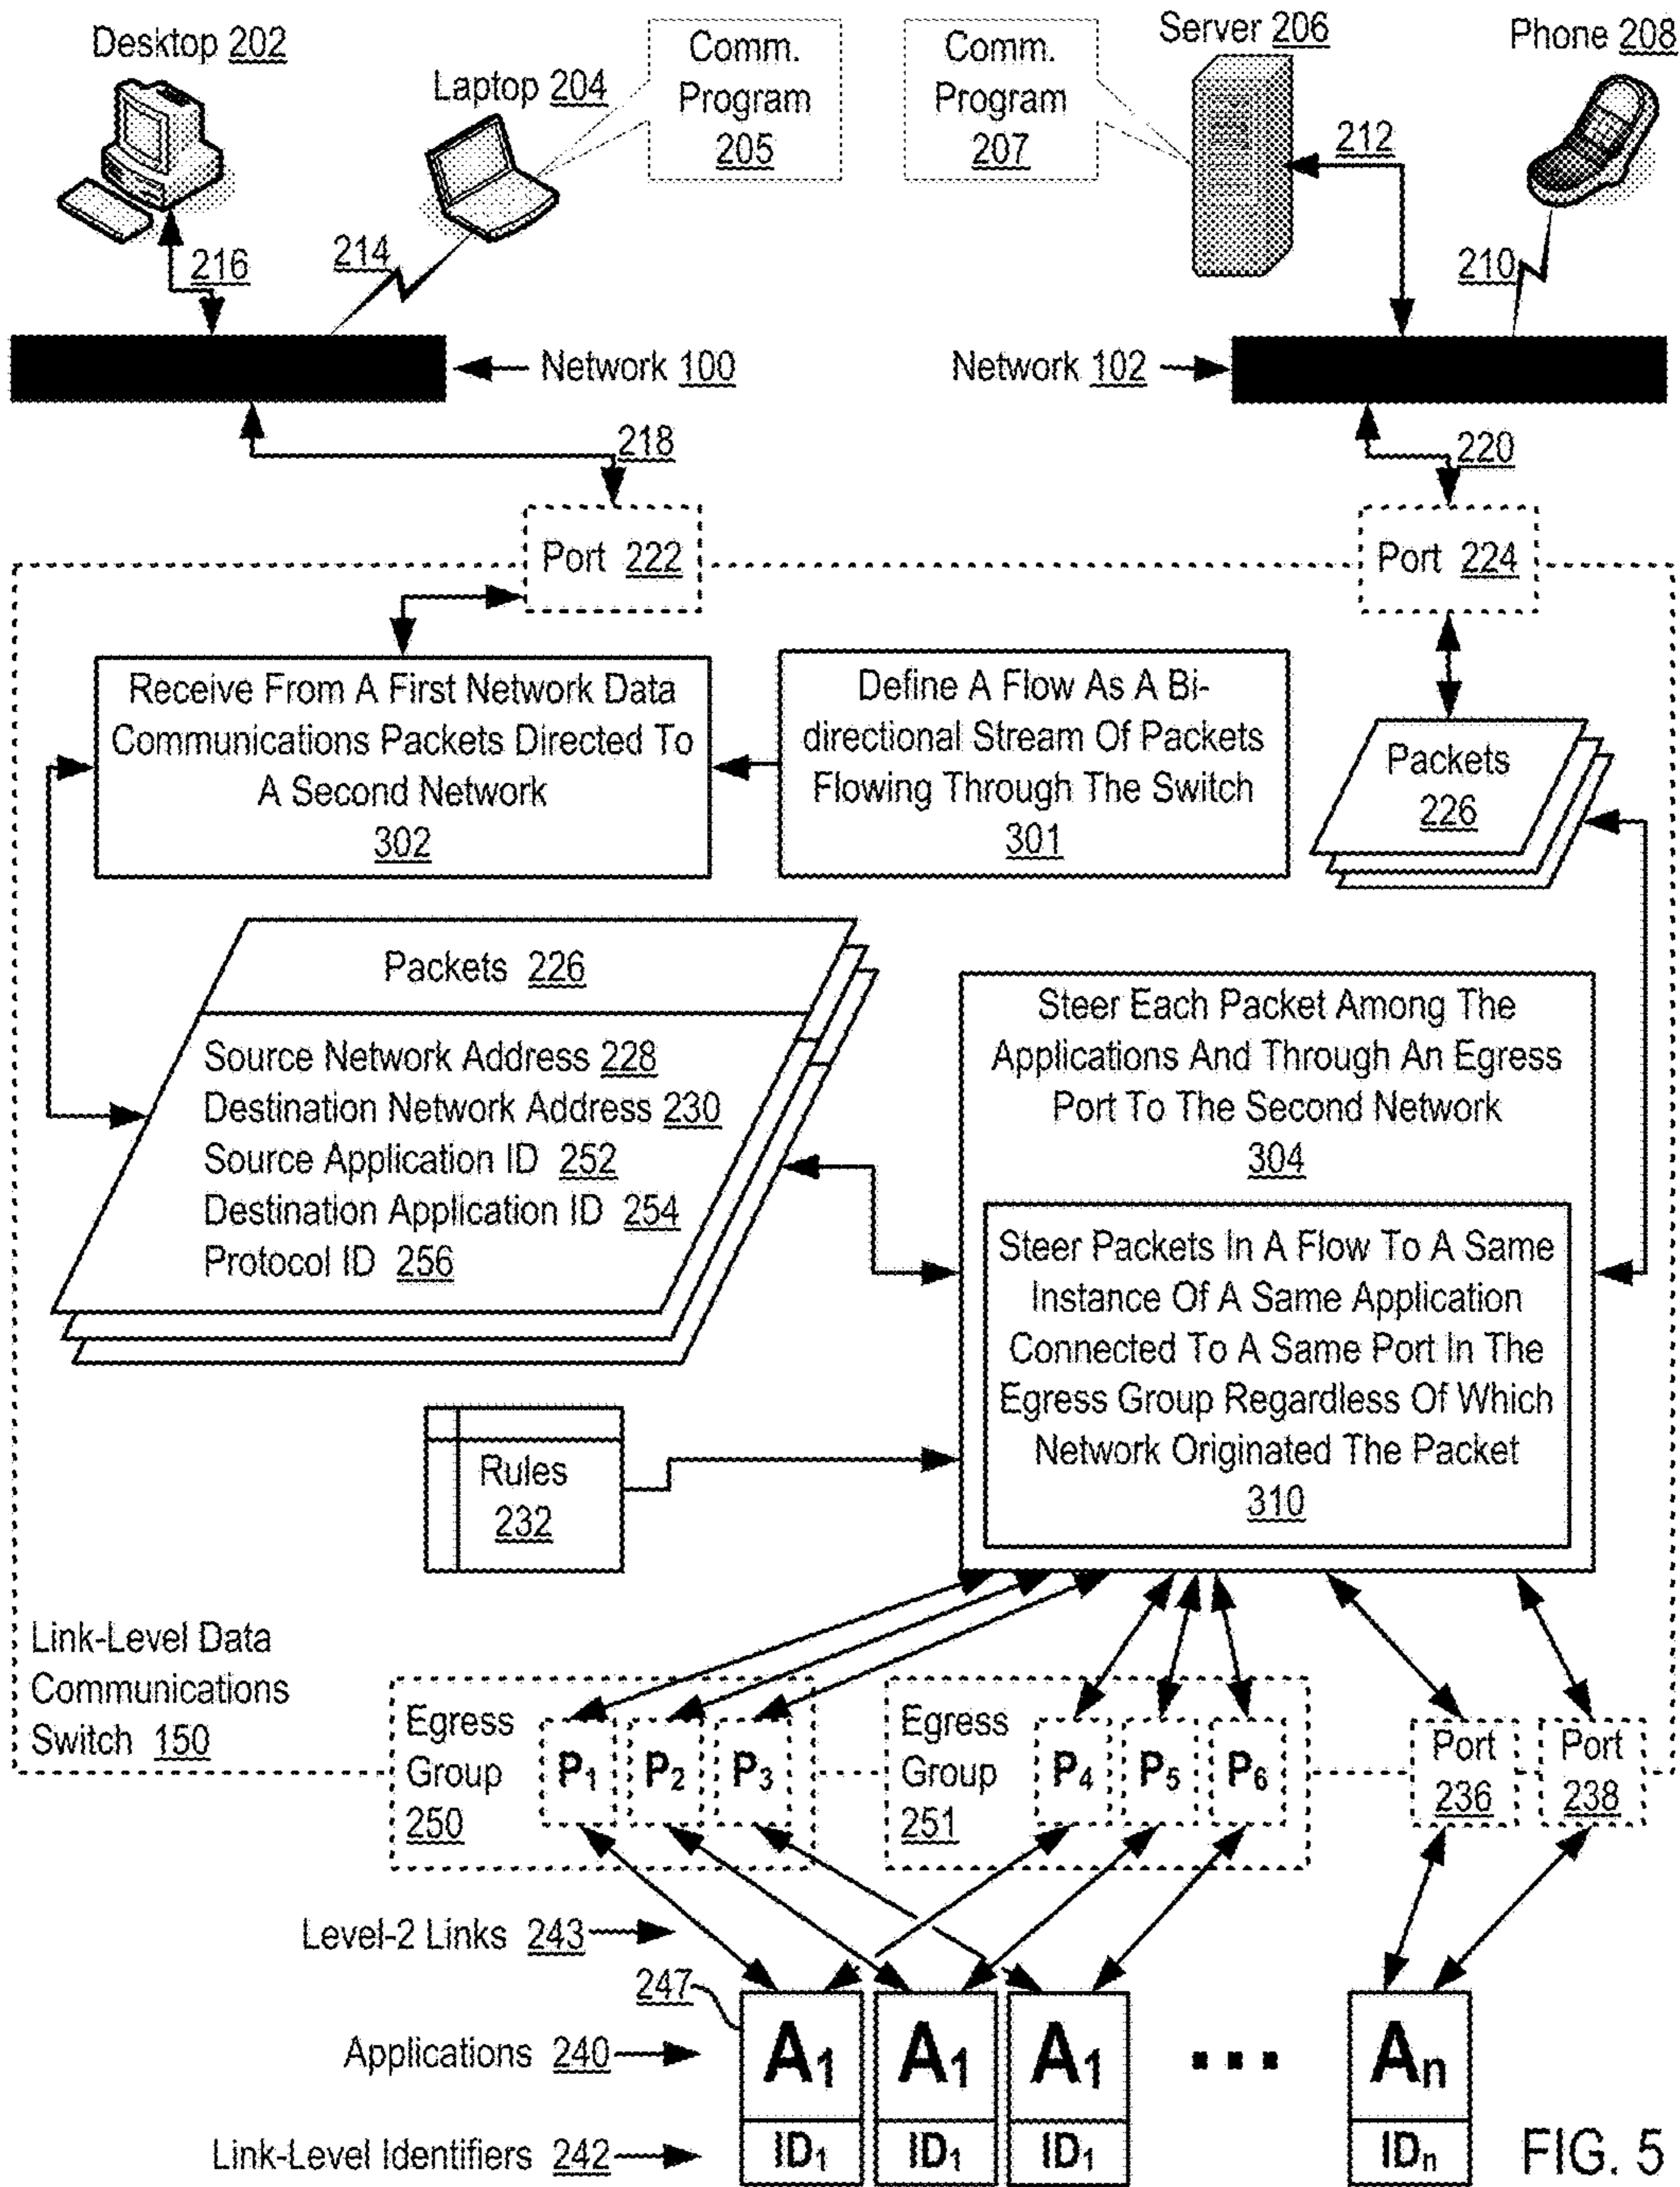 Desktop 202
Laptop 204
Comm.
Program
205
Comm.
Program
207
Server 206
Phone 208
212
216
214
210
Network 100
Network 102
218
220
Port 222
Port 224
Receive From A First Network Data
Communications Packets Directed To
A Second Network
302
Define A Flow As A Bi-
directional Stream Of Packets
Flowing Through The Switch
301
Packets
226
Packets 226
Source Network Address 228
Destination Network Address 230
Source Application ID 252
Destination Application ID 254
Protocol ID 256
Steer Each Packet Among The
Applications And Through An Egress
Port To The Second Network
304
Steer Packets In A Flow To A Same
Instance Of A Same Application
Connected To A Same Port In The
Egress Group Regardless Of Which
Network Originated The Packet
310
Rules
232
Link-Level Data
Communications
Switch 150
Egress
Group
250
P1
P2
P3
Egress
Group
251
P4
P5
P6
Port
236
Port
238
Level-2 Links 243
247
Applications 240
A1
A1
A1
...
An
Link-Level Identifiers 242
ID1
ID1
ID1
IDn
FIG. 5